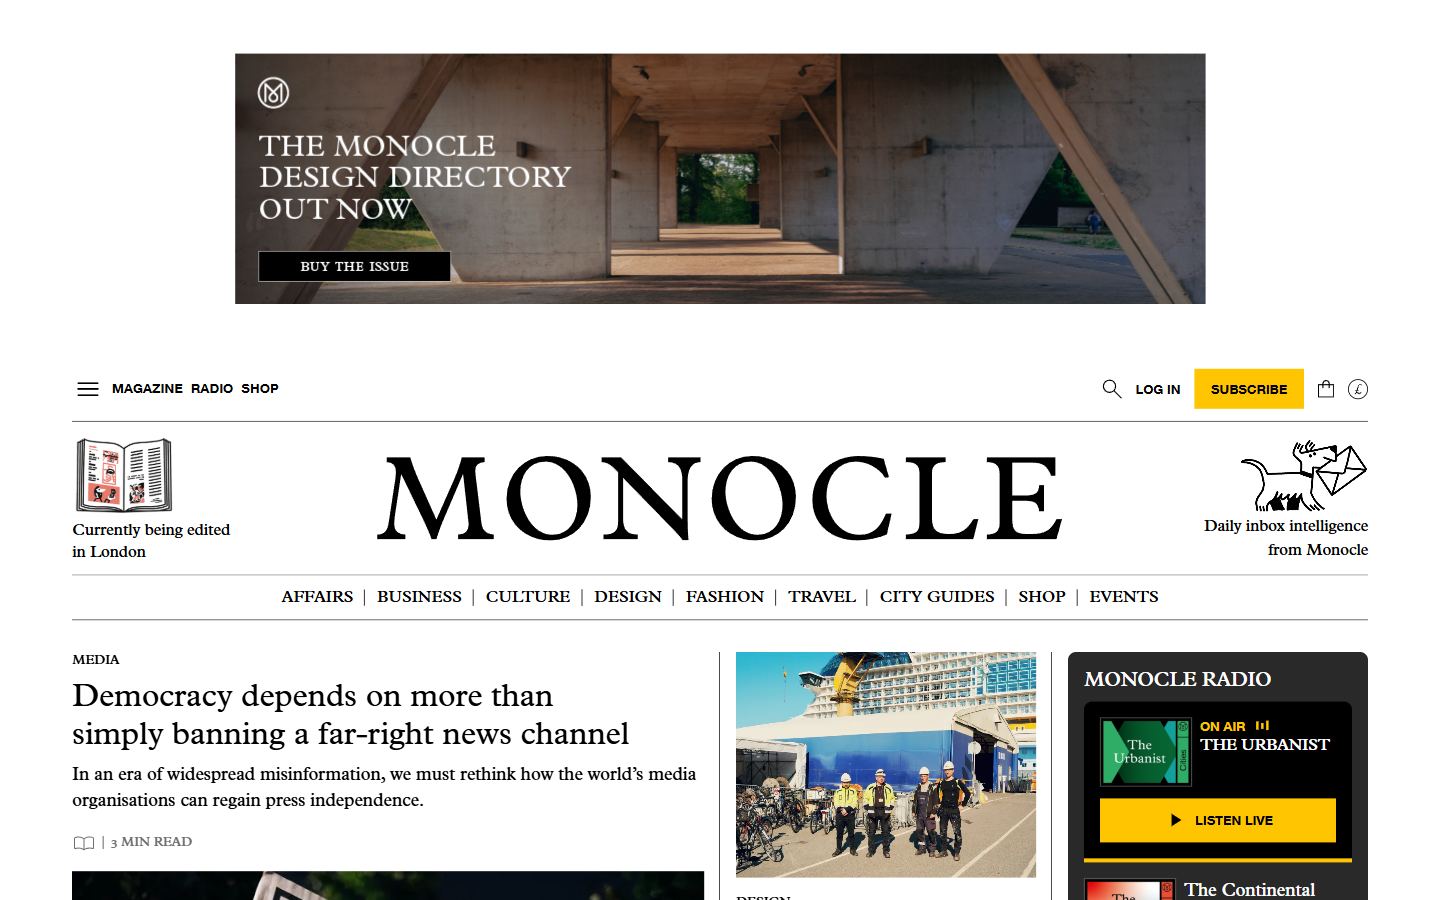 THE MONOCLE
DESIGN DIRECTORY
OUT NOW
BUY THE ISSUE
MAGAZINE RADIO SHOP
LOG IN
SUBSCRIBE
£
Currently being edited
in London
MONOCLE
Daily inbox intelligence
from Monocle
AFFAIRS | BUSINESS | CULTURE | DESIGN | FASHION | TRAVEL | CITY GUIDES | SHOP | EVENTS
MEDIA
Democracy depends on more than
simply banning a far-right news channel
In an era of widespread misinformation, we must rethink how the world’s media
organisations can regain press independence.
| 3 MIN READ
DESIGN
MONOCLE RADIO
The
Urbanist
Cities
ON AIR
THE URBANIST
LISTEN LIVE
The
The Continental